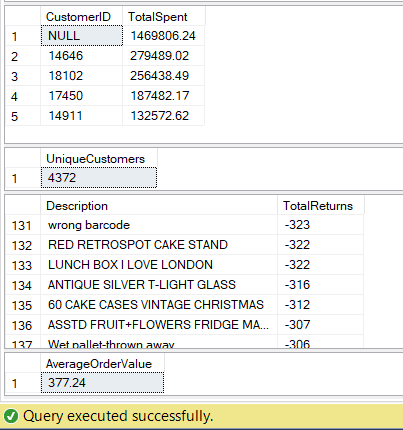 CustomerID TotalSpent
1 NULL 1469806.24
2 14646 279489.02
3 18102 256438.49
4 17450 187482.17
5 14911 132572.62
UniqueCustomers
1 4372
Description TotalReturns
131 wrong barcode -323
132 RED RETROSPOT CAKE STAND -322
133 LUNCH BOX I LOVE LONDON -322
134 ANTIQUE SILVER T-LIGHT GLASS -316
135 60 CAKE CASES VINTAGE CHRISTMAS -312
136 ASSTD FRUIT+FLOWERS FRIDGE MA... -307
137 Wet pallet-thrown away -306
AverageOrderValue
1 377.24
Query executed successfully.